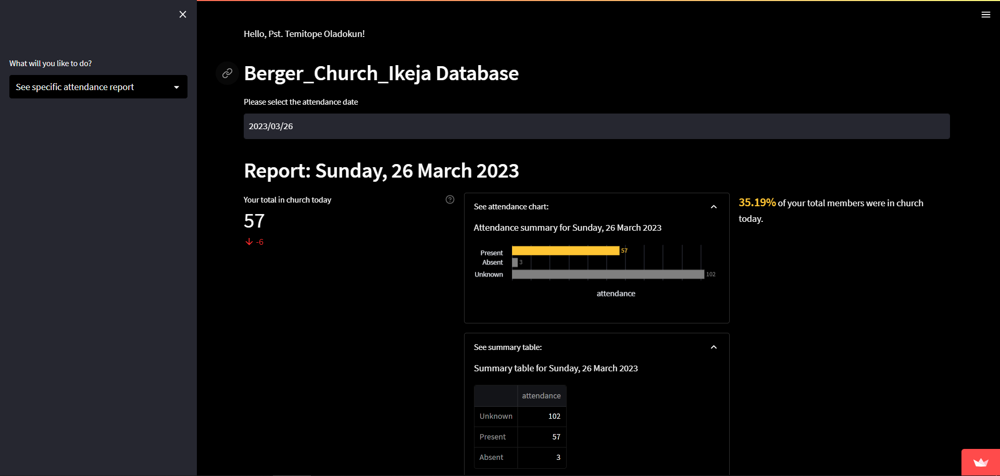 What will you like to do?
See specific attendance report
Hello, Pst. Temitope Oladokun!
Berger_Church_Ikeja Database
Please select the attendance date
2023/03/26
Report: Sunday, 26 March 2023
Your total in church today
57
-6
See attendance chart:
Attendance summary for Sunday, 26 March 2023
Present 57
Absent 3
Unknown 102
attendance
35.19% of your total members were in church
today.
See summary table:
Summary table for Sunday, 26 March 2023
attendance
Unknown 102
Present 57
Absent 3